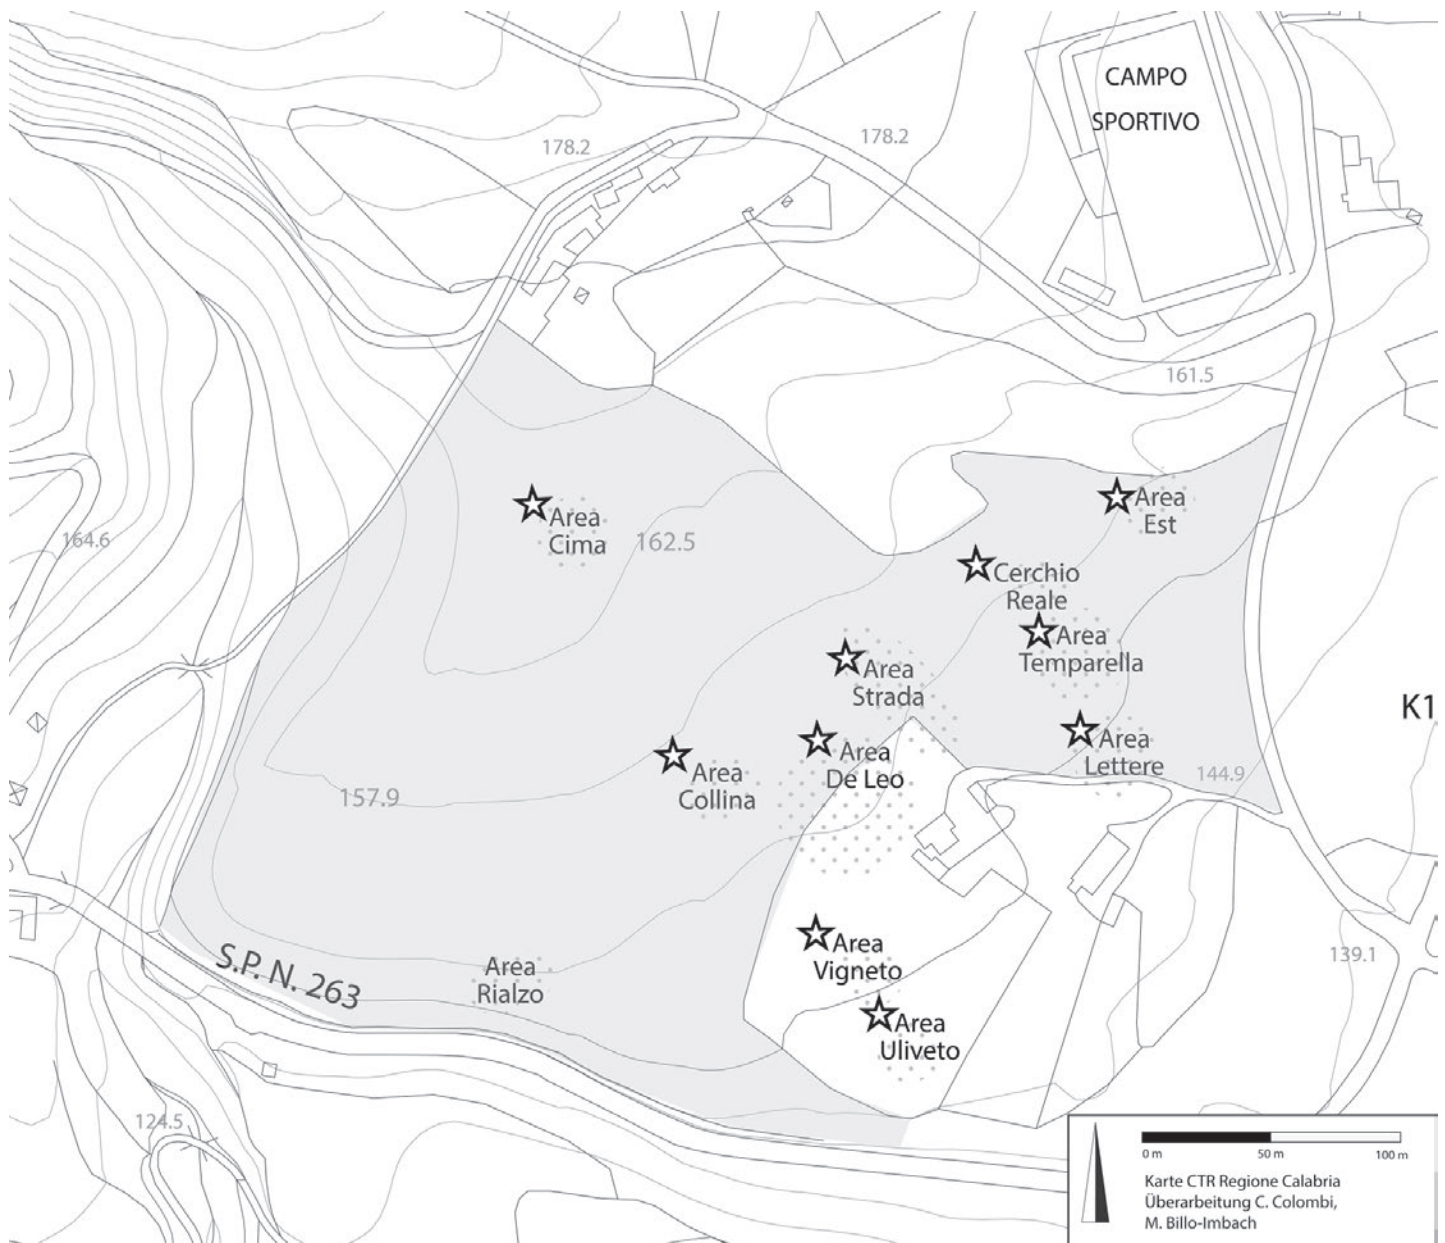 CAMPO
SPORTIVO
178.2
178.2
161.5
Area
Cima
162.5
Area
Est
164.6
Cerchio
Reale
Area
Temparella
Area
Strada
K1
Area
De Leo
Area
Lettere
144.9
Area
Collina
157.9
Area
Vigneto
139.1
S.P. N. 263
Area
Rialzo
Area
Uliveto
124.5
0 m 50 m 100 m
Karte CTR Regione Calabria
Überarbeitung C. Colombi,
M. Billo-Imbach